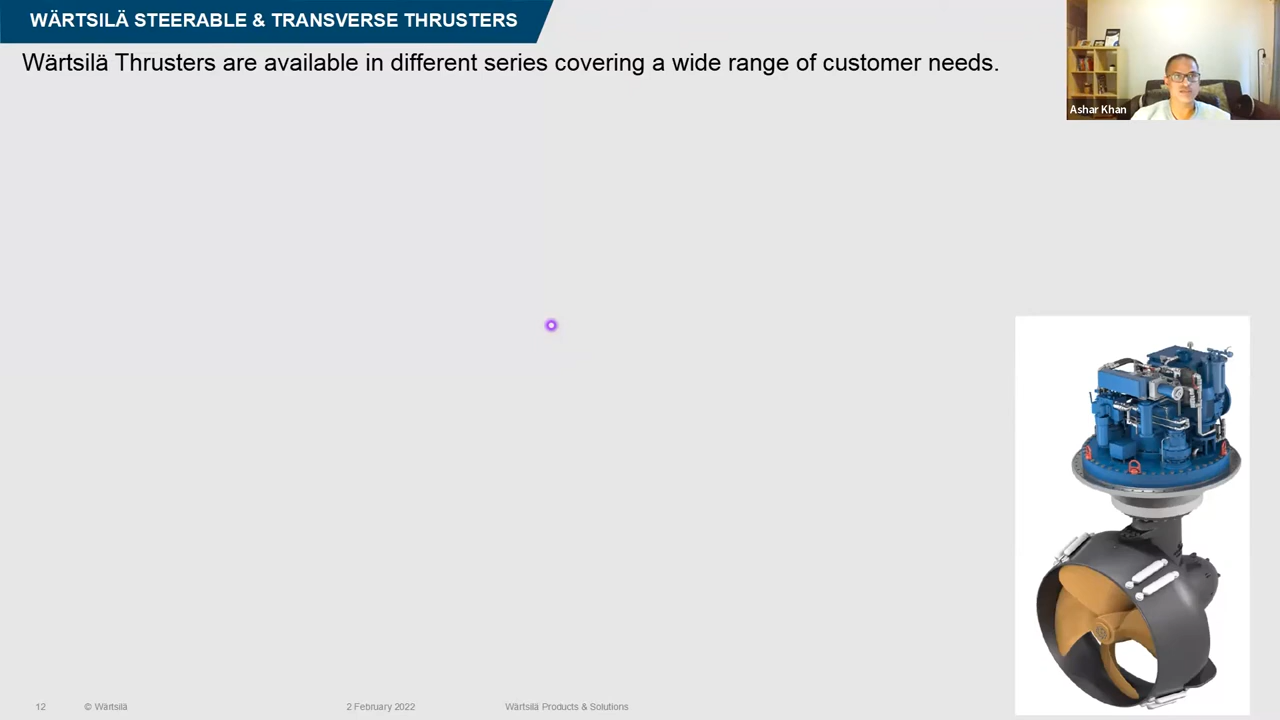 WÄRTSILÄ STEERABLE & TRANSVERSE THRUSTERS
Wärtsilä Thrusters are available in different series covering a wide range of customer needs.
Ashar Khan
12
© Wärtsilä
2 February 2022
Wärtsilä Products & Solutions